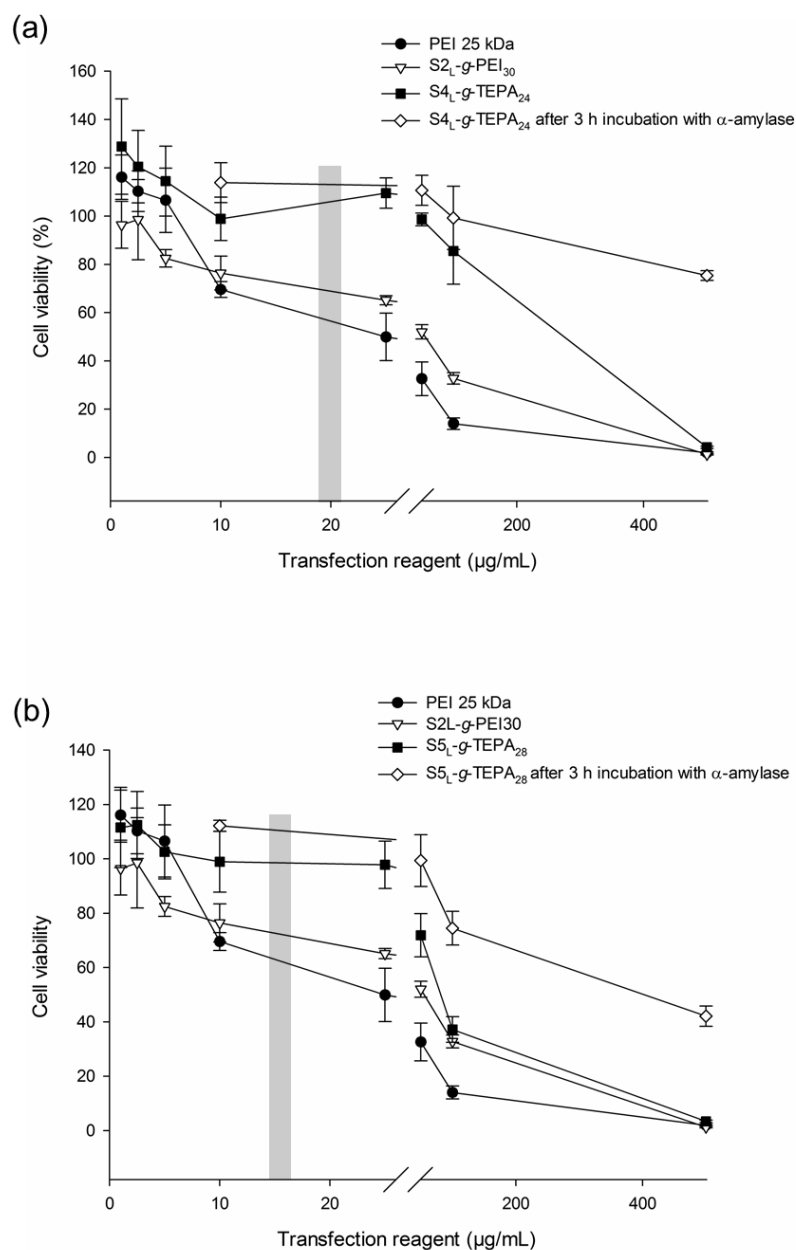 (a)
PEI 25 kDa
S2L-g-PEI30
S4L-g-TEPA24
S4L-g-TEPA24 after 3 h incubation with α-amylase
160
140
120
100
80
60
40
20
0
Cell viability (%)
0 10 20 200 400
Transfection reagent (µg/mL)
(b)
PEI 25 kDa
S2L-g-PEI30
S5L-g-TEPA28
S5L-g-TEPA28 after 3 h incubation with α-amylase
140
120
100
80
60
40
20
0
Cell viability
0 10 20 200 400
Transfection reagent (µg/mL)